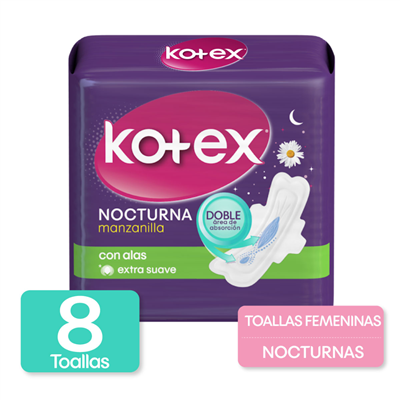 kotex
kotex
NOCTURNA
manzanilla
DOBLE
área de
absorción
con alas
extra suave
8
Toallas
TOALLAS FEMENINAS
NOCTURNAS